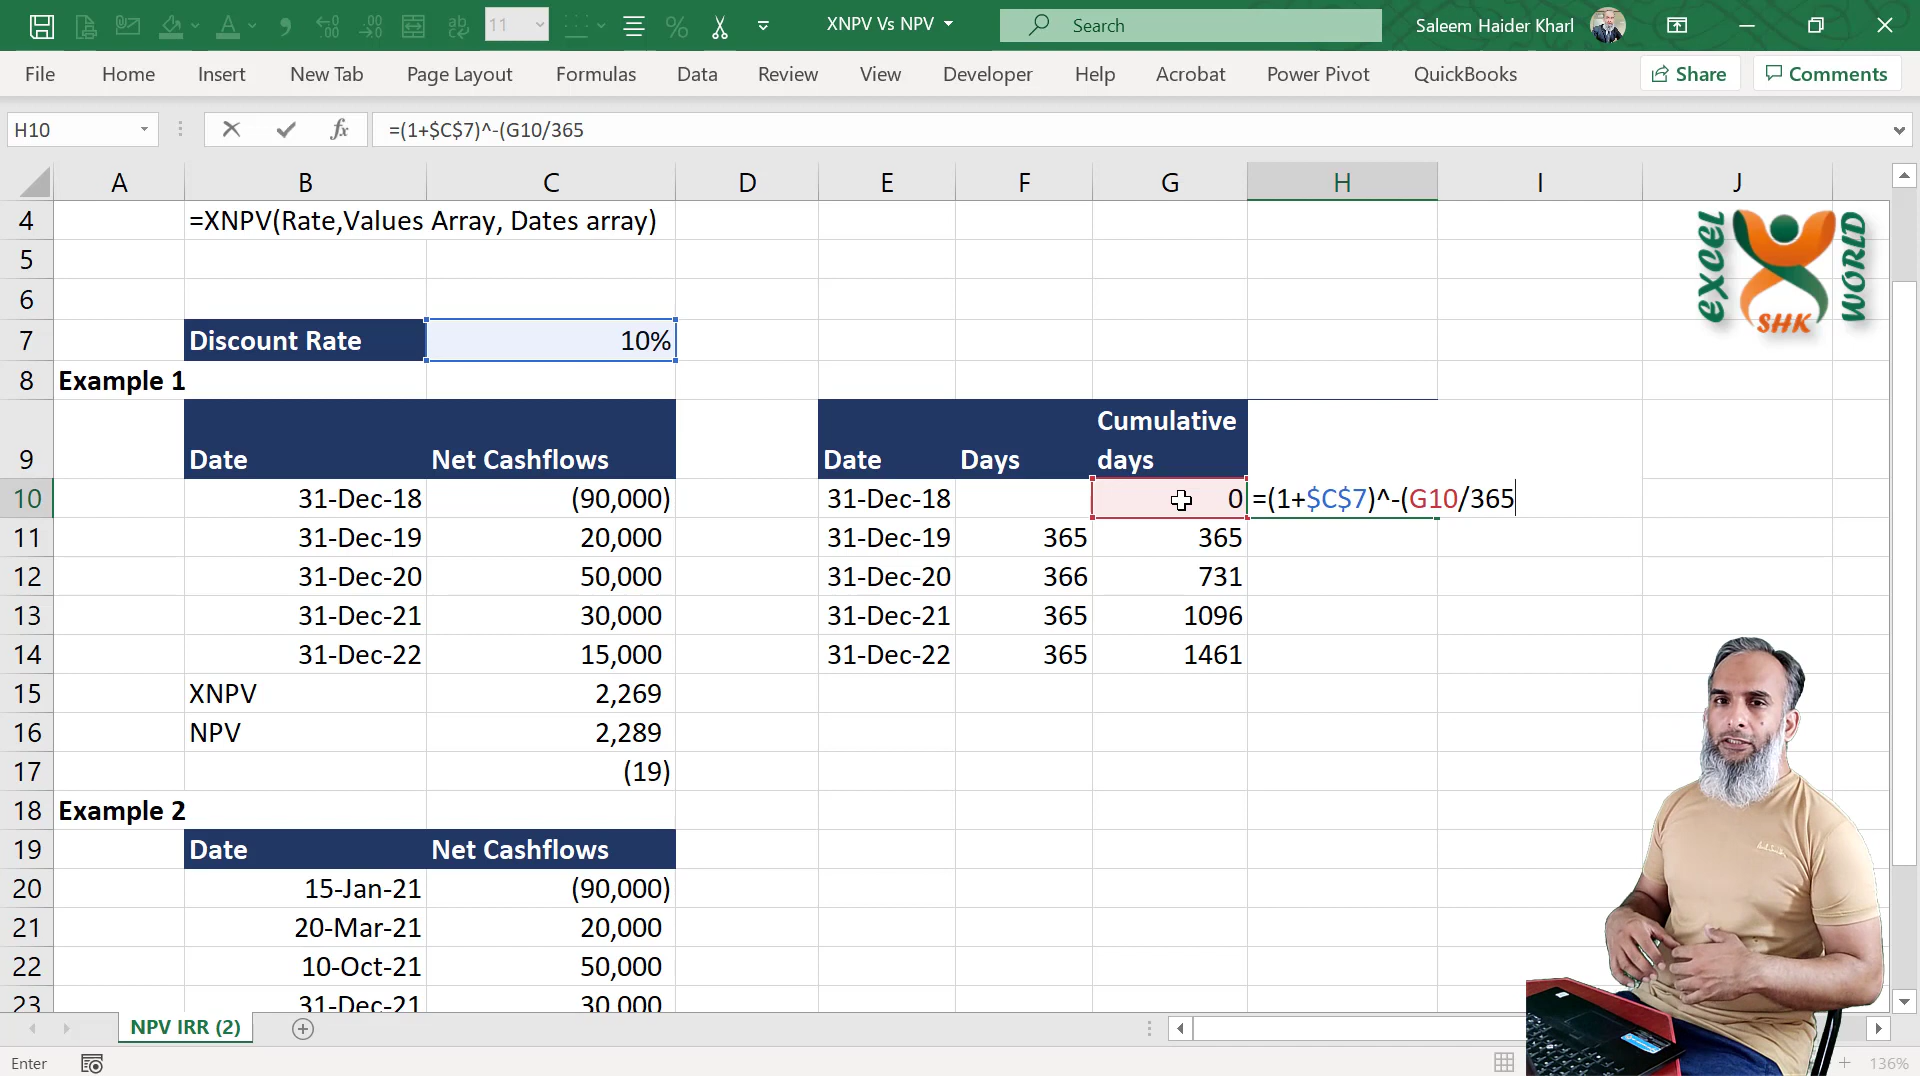 11
XNPV Vs NPV
Search
Saleem Haider Kharl
File Home Insert New Tab Page Layout Formulas Data Review View Developer Help Acrobat Power Pivot QuickBooks Share Comments
H10 fx =(1+$C$7)^-(G10/365
A B C D E F G H I J
4 =XNPV(Rate,Values Array, Dates array)
5
6
7 Discount Rate 10%
8 Example 1
Cumulative
9 Date Net Cashflows Date Days days
10 31-Dec-18 (90,000) 31-Dec-18 0 =(1+$C$7)^-(G10/365
11 31-Dec-19 20,000 31-Dec-19 365 365
12 31-Dec-20 50,000 31-Dec-20 366 731
13 31-Dec-21 30,000 31-Dec-21 365 1096
14 31-Dec-22 15,000 31-Dec-22 365 1461
15 XNPV 2,269
16 NPV 2,289
17 (19)
18 Example 2
19 Date Net Cashflows
20 15-Jan-21 (90,000)
21 20-Mar-21 20,000
22 10-Oct-21 50,000
23 31-Dec-21 30,000
NPV IRR (2)
Enter
136%
eXcel
WORLD
SHK